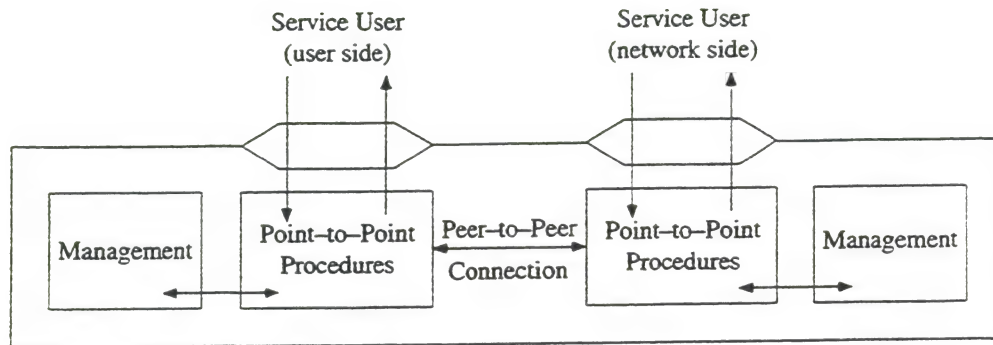 Service User
(user side)
Service User
(network side)
Management
Point–to–Point
Procedures
Peer–to–Peer
Connection
Point–to–Point
Procedures
Management